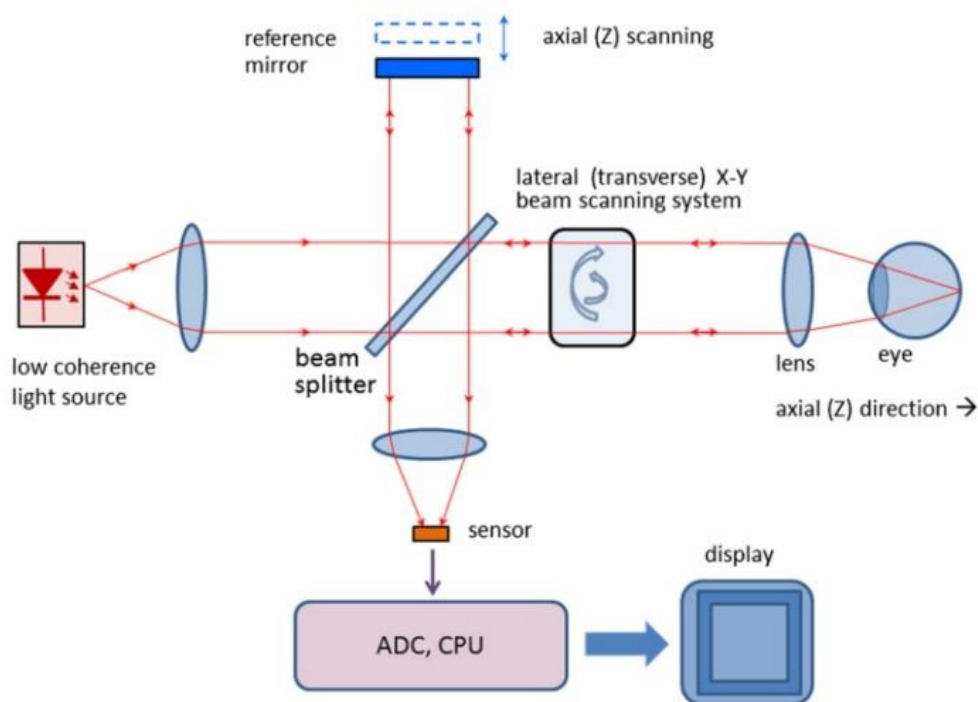 reference
mirror
axial (Z) scanning
lateral (transverse) X-Y
beam scanning system
low coherence
light source
beam
splitter
lens
eye
axial (Z) direction →
sensor
display
ADC, CPU